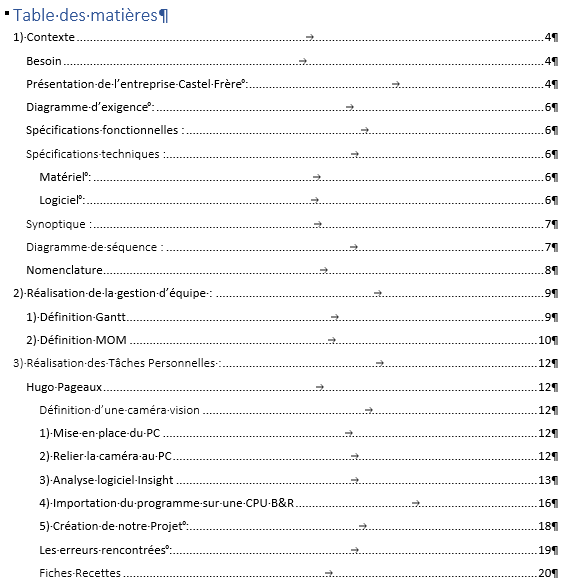 Table des matières
1) Contexte 4
Besoin 4
Présentation de l'entreprise Castel Frère : 4
Diagramme d'exigence : 6
Spécifications fonctionnelles : 6
Spécifications techniques : 6
Matériel : 6
Logiciel : 6
Synoptique : 7
Diagramme de séquence : 7
Nomenclature 8
2) Réalisation de la gestion d'équipe : 9
1) Définition Gantt 9
2) Définition MOM 10
3) Réalisation des Tâches Personnelles : 12
Hugo Pageaux 12
Définition d'une caméra vision 12
1) Mise en place du PC 12
2) Relier la caméra au PC 12
3) Analyse logiciel Insight 13
4) Importation du programme sur une CPU B&R 16
5) Création de notre Projet : 18
Les erreurs rencontrées : 19
Fiches Recettes 20